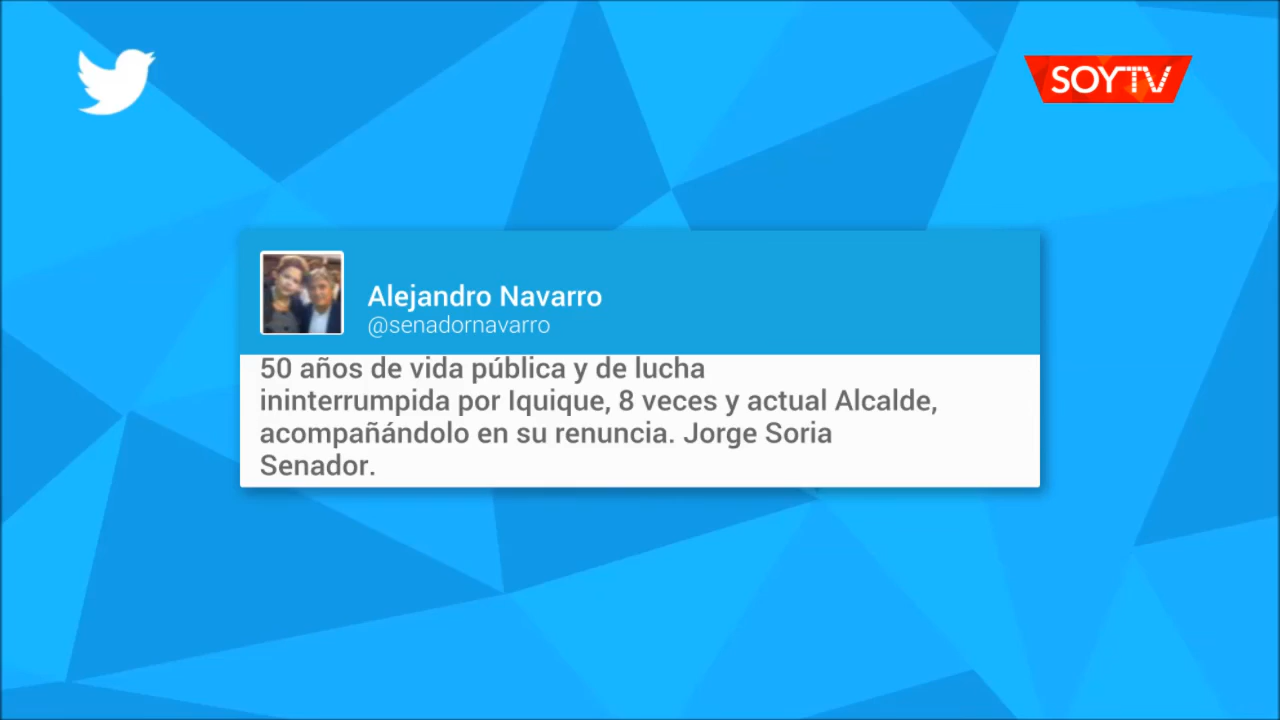 SOYTV
Alejandro Navarro
@senadornavarro
50 años de vida pública y de lucha
ininterrumpida por Iquique, 8 veces y actual Alcalde,
acompañándolo en su renuncia. Jorge Soria
Senador.